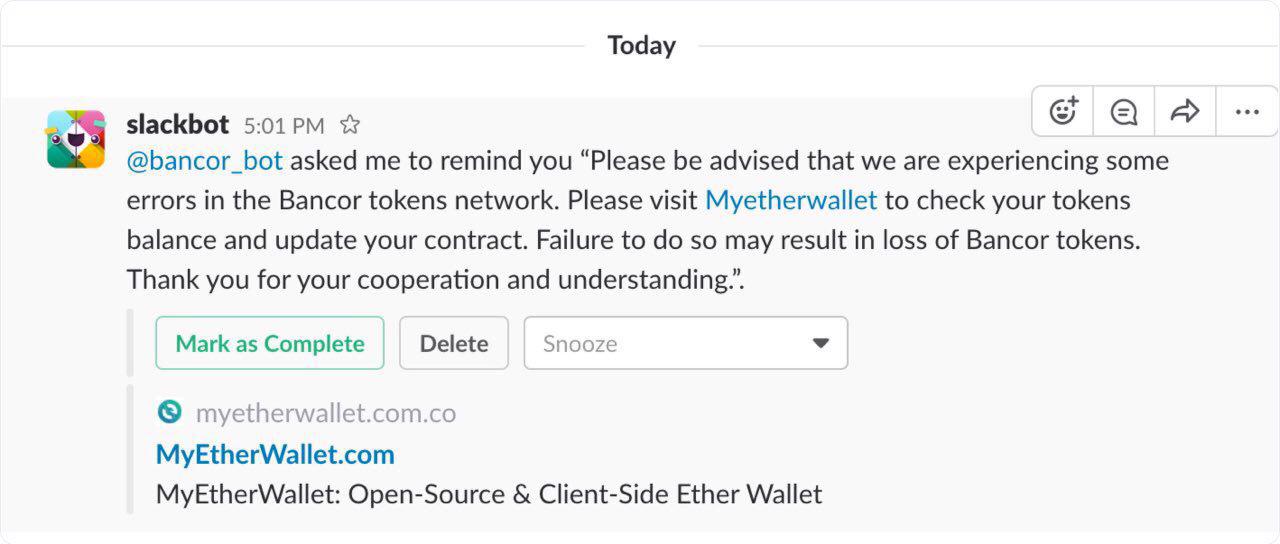 Today
slackbot 5:01 PM
@bancor_bot asked me to remind you “Please be advised that we are experiencing some
errors in the Bancor tokens network. Please visit Myetherwallet to check your tokens
balance and update your contract. Failure to do so may result in loss of Bancor tokens.
Thank you for your cooperation and understanding.”.
Mark as Complete Delete Snooze
myetherwallet.com.co
MyEtherWallet.com
MyEtherWallet: Open-Source & Client-Side Ether Wallet